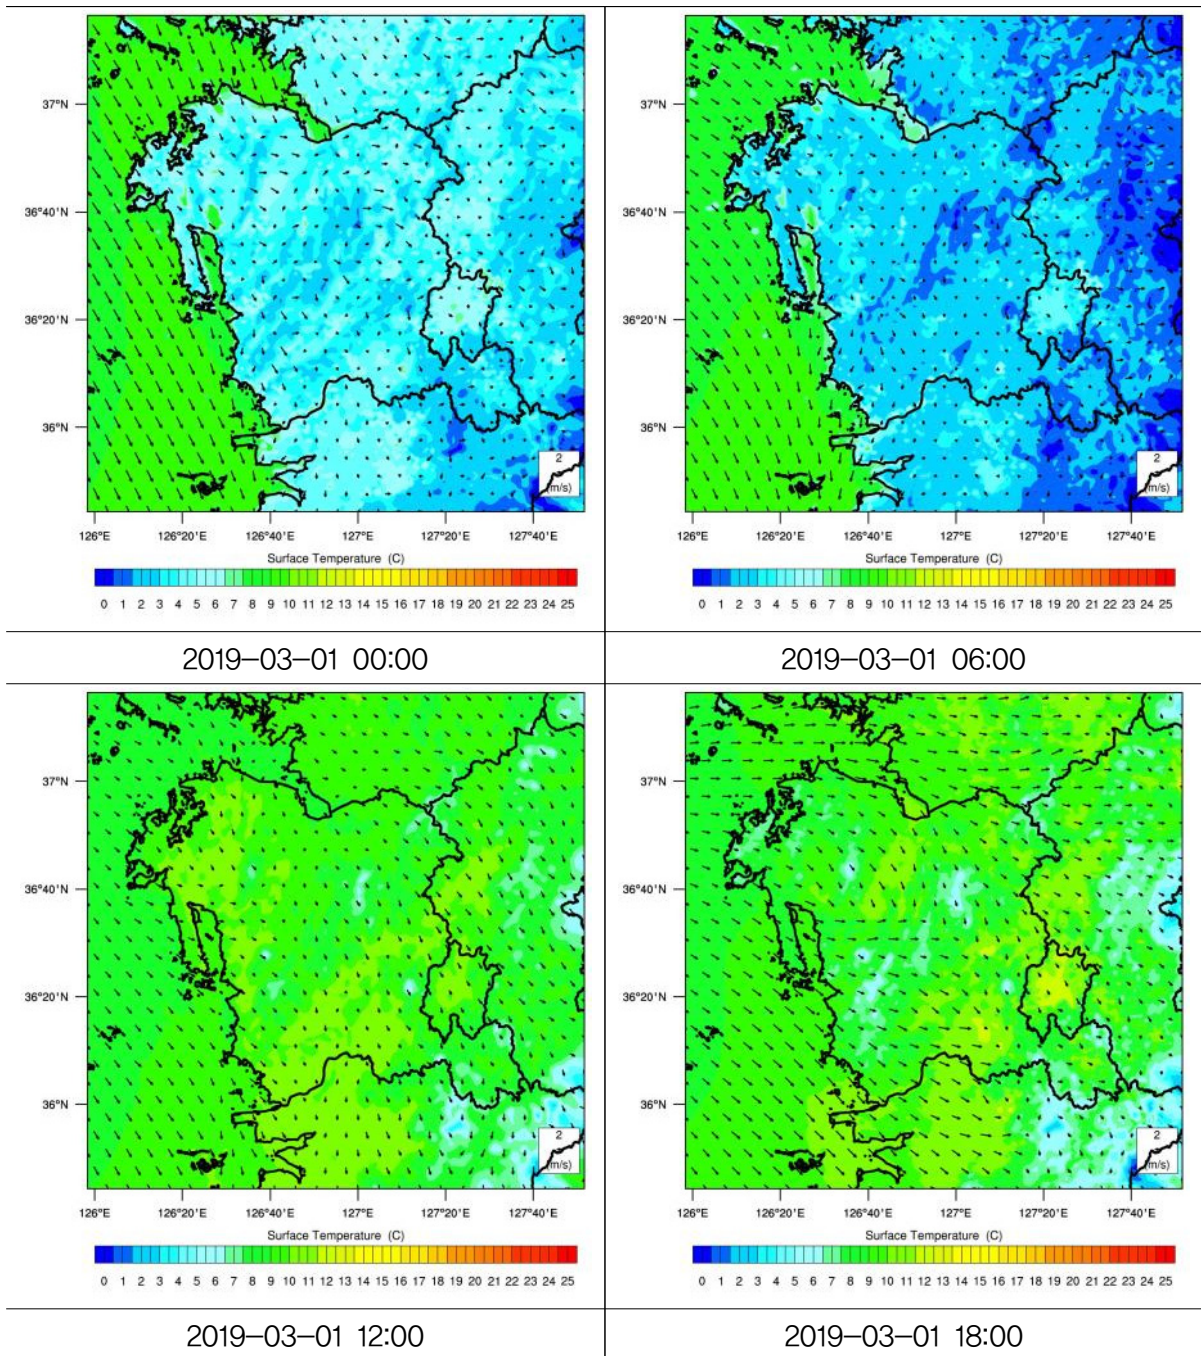 37°N
36°40'N
36°20'N
36°N
2
(m/s)
126°E 126°20'E 126°40'E 127°E 127°20'E 127°40'E
Surface Temperature (C)
0 1 2 3 4 5 6 7 8 9 10 11 12 13 14 15 16 17 18 19 20 21 22 23 24 25
2019-03-01 00:00
37°N
36°40'N
36°20'N
36°N
2
(m/s)
126°E 126°20'E 126°40'E 127°E 127°20'E 127°40'E
Surface Temperature (C)
0 1 2 3 4 5 6 7 8 9 10 11 12 13 14 15 16 17 18 19 20 21 22 23 24 25
2019-03-01 06:00
37°N
36°40'N
36°20'N
36°N
2
(m/s)
126°E 126°20'E 126°40'E 127°E 127°20'E 127°40'E
Surface Temperature (C)
0 1 2 3 4 5 6 7 8 9 10 11 12 13 14 15 16 17 18 19 20 21 22 23 24 25
2019-03-01 12:00
37°N
36°40'N
36°20'N
36°N
2
(m/s)
126°E 126°20'E 126°40'E 127°E 127°20'E 127°40'E
Surface Temperature (C)
0 1 2 3 4 5 6 7 8 9 10 11 12 13 14 15 16 17 18 19 20 21 22 23 24 25
2019-03-01 18:00